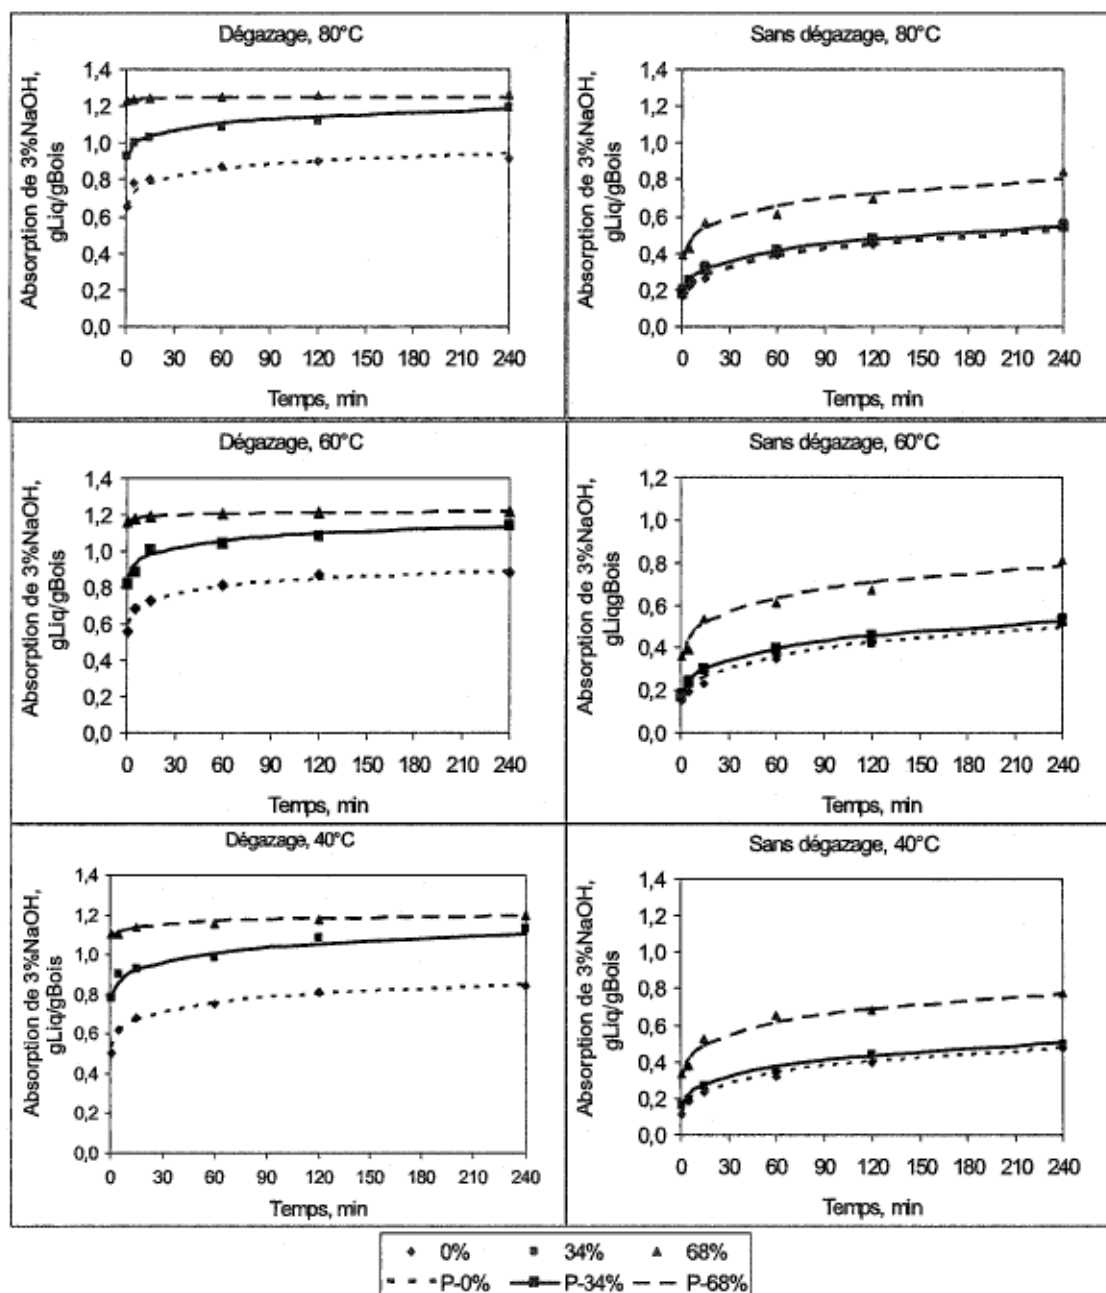 Dégazage, 80°C
Absorption de 3%NaOH,
gLiq/gBois
1,4
1,2
1,0
0,8
0,6
0,4
0,2
0,0
0 30 60 90 120 150 180 210 240
Temps, min
Sans dégazage, 80°C
Absorption de 3%NaOH,
gLiq/gBois
1,4
1,2
1,0
0,8
0,6
0,4
0,2
0,0
0 30 60 90 120 150 180 210 240
Temps, min
Dégazage, 60°C
Absorption de 3%NaOH,
gLiq/gBois
1,4
1,2
1,0
0,8
0,6
0,4
0,2
0,0
0 30 60 90 120 150 180 210 240
Temps, min
Sans dégazage, 60°C
Absorption de 3%NaOH,
gLiqgBois
1,2
1,0
0,8
0,6
0,4
0,2
0,0
0 30 60 90 120 150 180 210 240
Temps, min
Dégazage, 40°C
Absorption de 3%NaOH,
gLiq/gBois
1,4
1,2
1,0
0,8
0,6
0,4
0,2
0,0
0 30 60 90 120 150 180 210 240
Temps, min
Sans dégazage, 40°C
Absorption de 3%NaOH,
gLiq/gBois
1,4
1,2
1,0
0,8
0,6
0,4
0,2
0,0
0 30 60 90 120 150 180 210 240
Temps, min
0% 34% 68%
P-0% P-34% P-68%